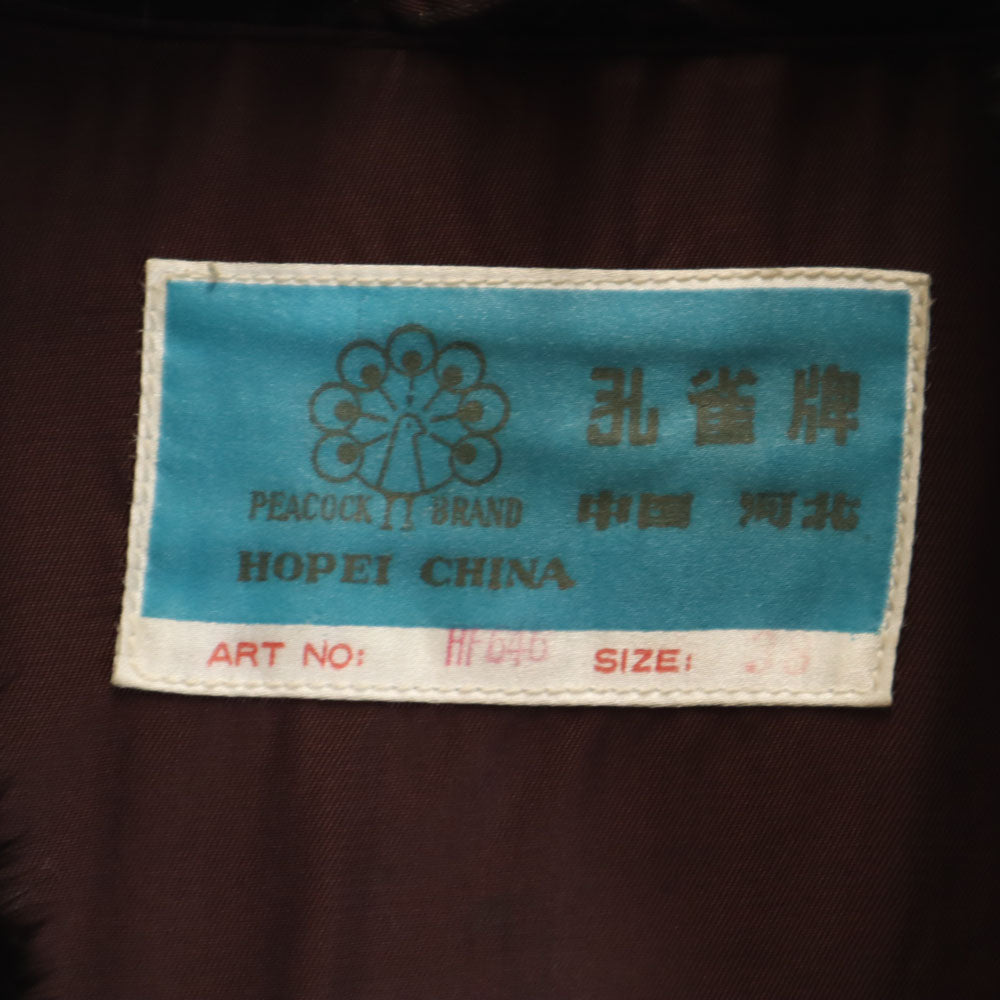 孔雀牌
PEACOCK BRAND
中国 河北
HOPEI CHINA
ART NO: HF646 SIZE: